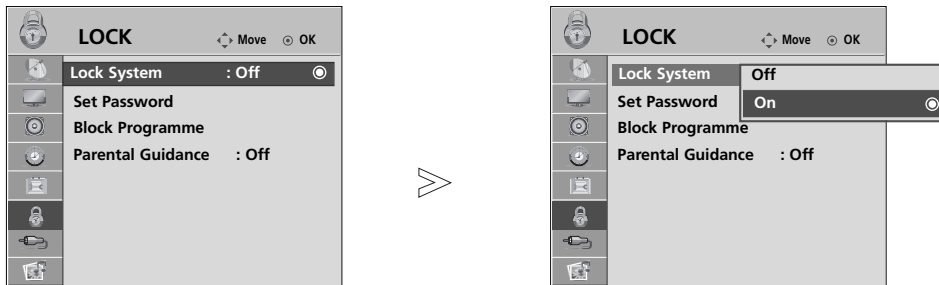 LOCK Move OK
Lock System : Off
Set Password
Block Programme
Parental Guidance : Off
LOCK Move OK
Lock System Off
Set Password On
Block Programme
Parental Guidance : Off